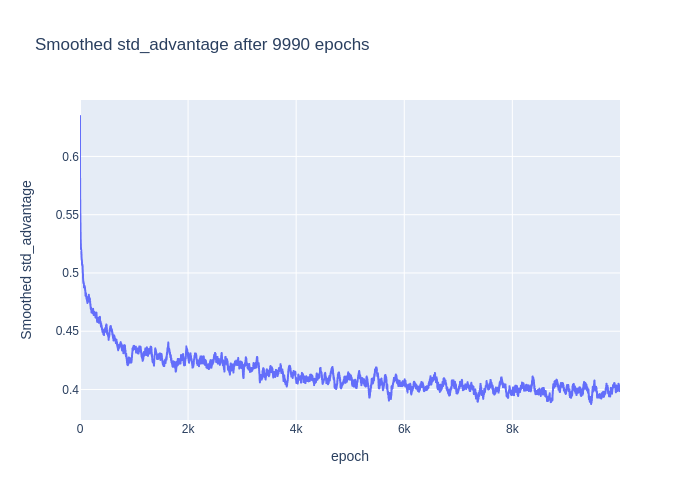 Smoothed std_advantage after 9990 epochs
0.6
0.55
0.5
0.45
0.4
Smoothed std_advantage
0 2k 4k 6k 8k
epoch